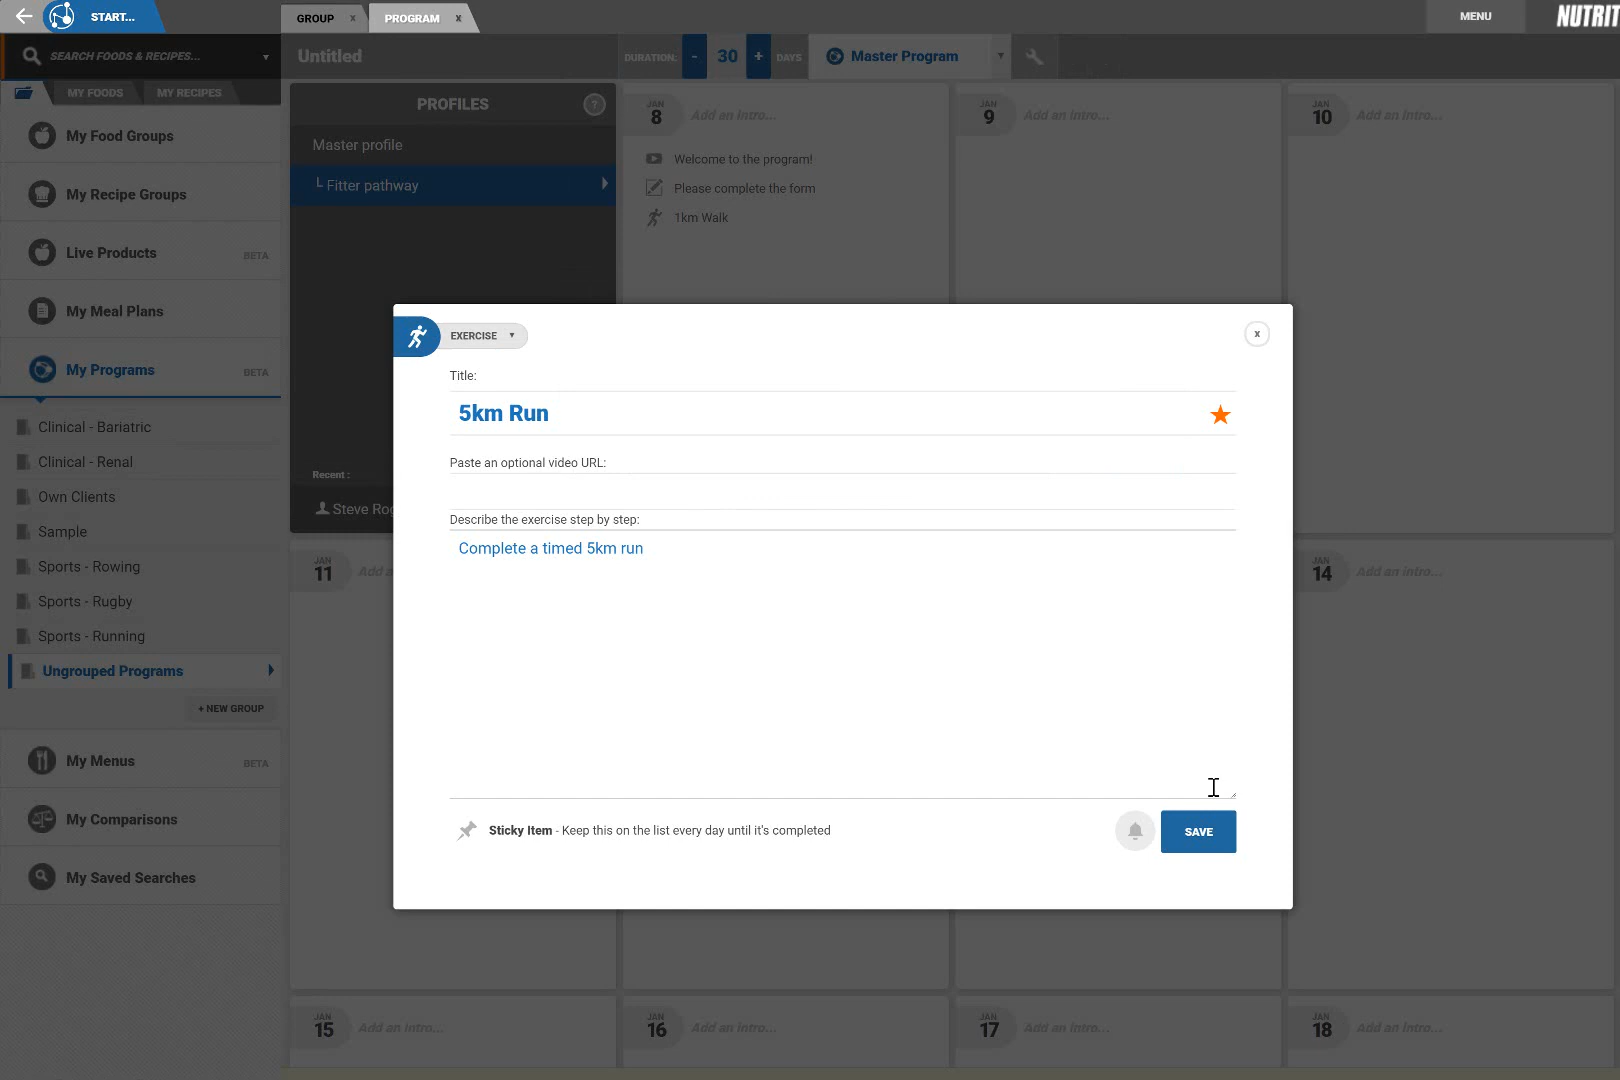 START...
GROUP x
PROGRAM x
MENU
NUTRIT
SEARCH FOODS & RECIPES...
Untitled
DURATION: - 30 + DAYS
Master Program
MY FOODS
MY RECIPES
My Food Groups
My Recipe Groups
Live Products BETA
My Meal Plans
My Programs BETA
Clinical - Bariatric
Clinical - Renal
Own Clients
Sample
Sports - Rowing
Sports - Rugby
Sports - Running
Ungrouped Programs
+ NEW GROUP
My Menus BETA
My Comparisons
My Saved Searches
PROFILES ?
Master profile
└ Fitter pathway
Recent :
Steve Rog
JAN
8
Add an intro...
Welcome to the program!
Please complete the form
1km Walk
JAN
9
Add an intro...
JAN
10
Add an intro...
EXERCISE
x
Title:
5km Run
Paste an optional video URL:
Describe the exercise step by step:
Complete a timed 5km run
Sticky Item - Keep this on the list every day until it's completed
SAVE
JAN
11
Add a
JAN
14
Add an intro...
JAN
15
Add an intro...
JAN
16
Add an intro...
JAN
17
Add an intro...
JAN
18
Add an intro...